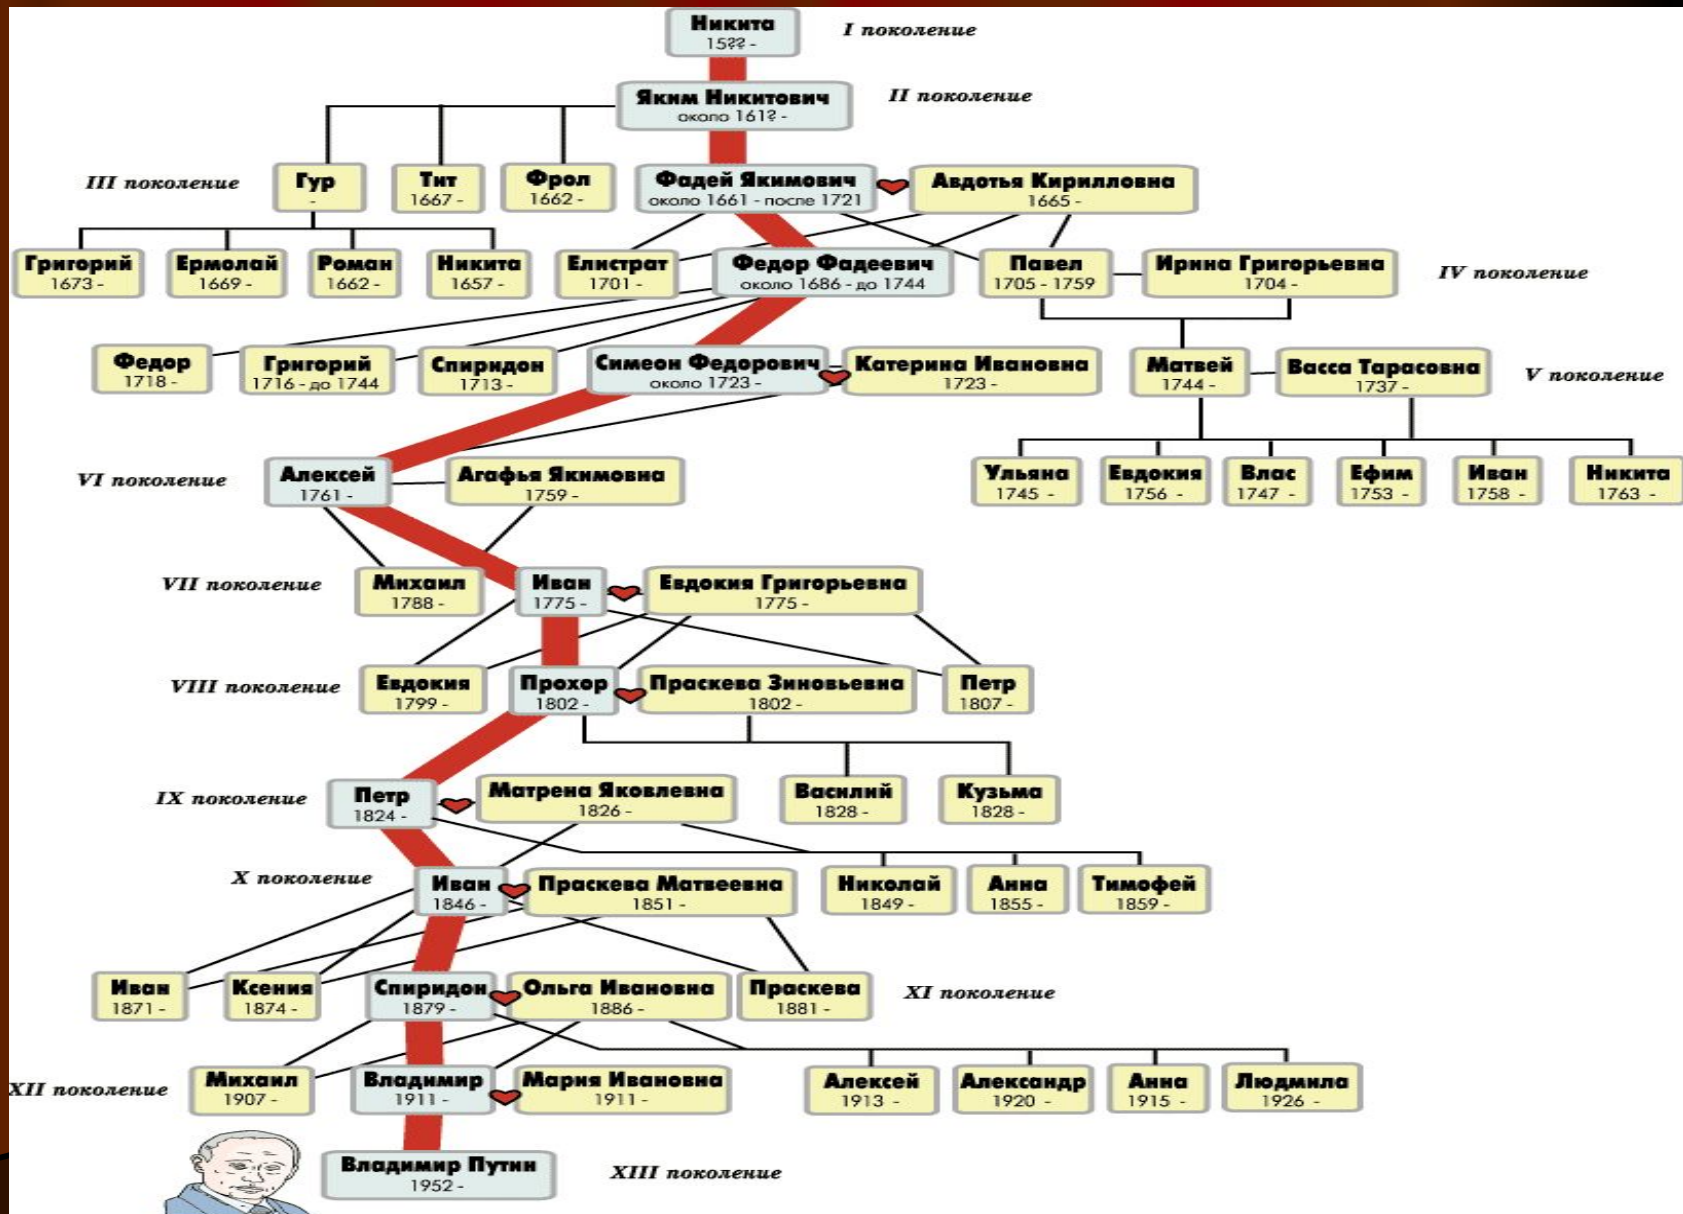 Никита
15?? -
I поколение
Яким Никитович
около 161? -
II поколение
III поколение
Гур
-
Тит
1667 -
Фрол
1662 -
Фадей Якимович
около 1661 - после 1721
Авдотья Кирилловна
1665 -
Григорий
1673 -
Ермолай
1669 -
Роман
1662 -
Никита
1657 -
Елистрат
1701 -
Федор Фадеевич
около 1686 - до 1744
Павел
1705 - 1759
Ирина Григорьевна
1704 -
IV поколение
Федор
1718 -
Григорий
1716 - до 1744
Спиридон
1713 -
Симеон Федорович
около 1723 -
Катерина Ивановна
1723 -
Матвей
1744 -
Васса Тарасовна
1737 -
V поколение
VI поколение
Алексей
1761 -
Агафья Якимовна
1759 -
Ульяна
1745 -
Евдокия
1756 -
Влас
1747 -
Ефим
1753 -
Иван
1758 -
Никита
1763 -
VII поколение
Михаил
1788 -
Иван
1775 -
Евдокия Григорьевна
1775 -
VIII поколение
Евдокия
1799 -
Прохор
1802 -
Праскева Зиновьевна
1802 -
Петр
1807 -
IX поколение
Петр
1824 -
Матрена Яковлевна
1826 -
Василий
1828 -
Кузьма
1828 -
X поколение
Иван
1846 -
Праскева Матвеевна
1851 -
Николай
1849 -
Анна
1855 -
Тимофей
1859 -
Иван
1871 -
Ксения
1874 -
Спиридон
1879 -
Ольга Ивановна
1886 -
Праскева
1881 -
XI поколение
XII поколение
Михаил
1907 -
Владимир
1911 -
Мария Ивановна
1911 -
Алексей
1913 -
Александр
1920 -
Анна
1915 -
Людмила
1926 -
Владимир Путин
1952 -
XIII поколение